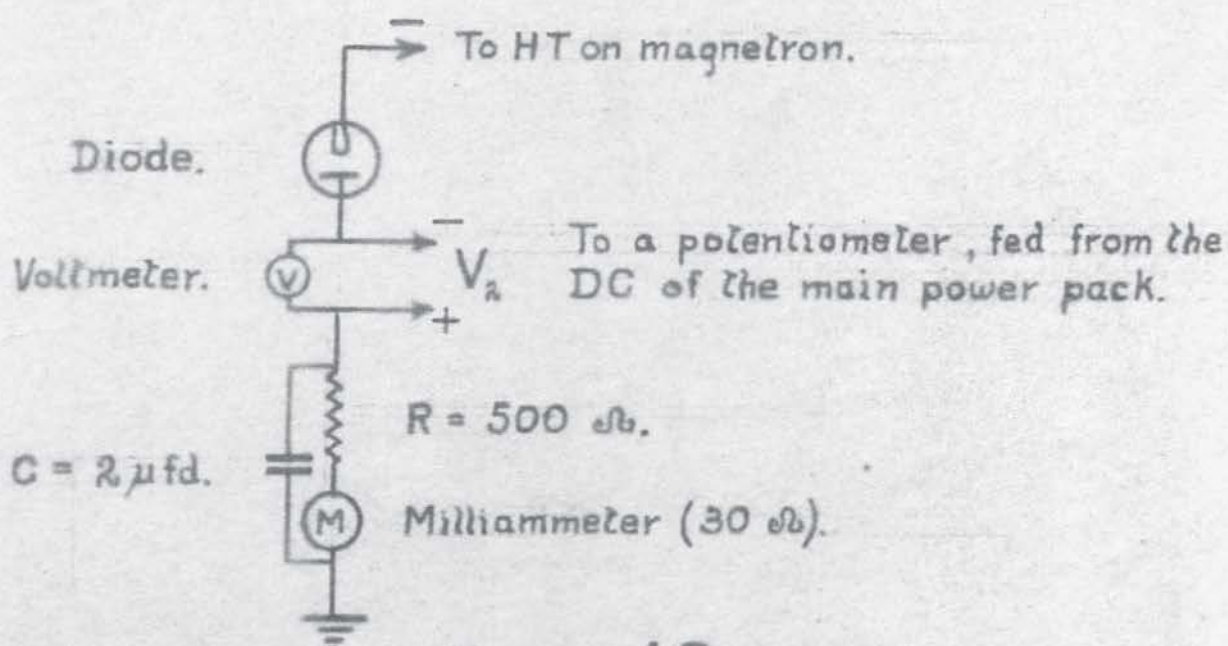 − To HT on magnetron.
Diode.
−
Voltmeter. V V₂ To a potentiometer, fed from the
DC of the main power pack.
+
R = 500 Ω.
C = 2 μfd.
M Milliammeter (30 Ω).